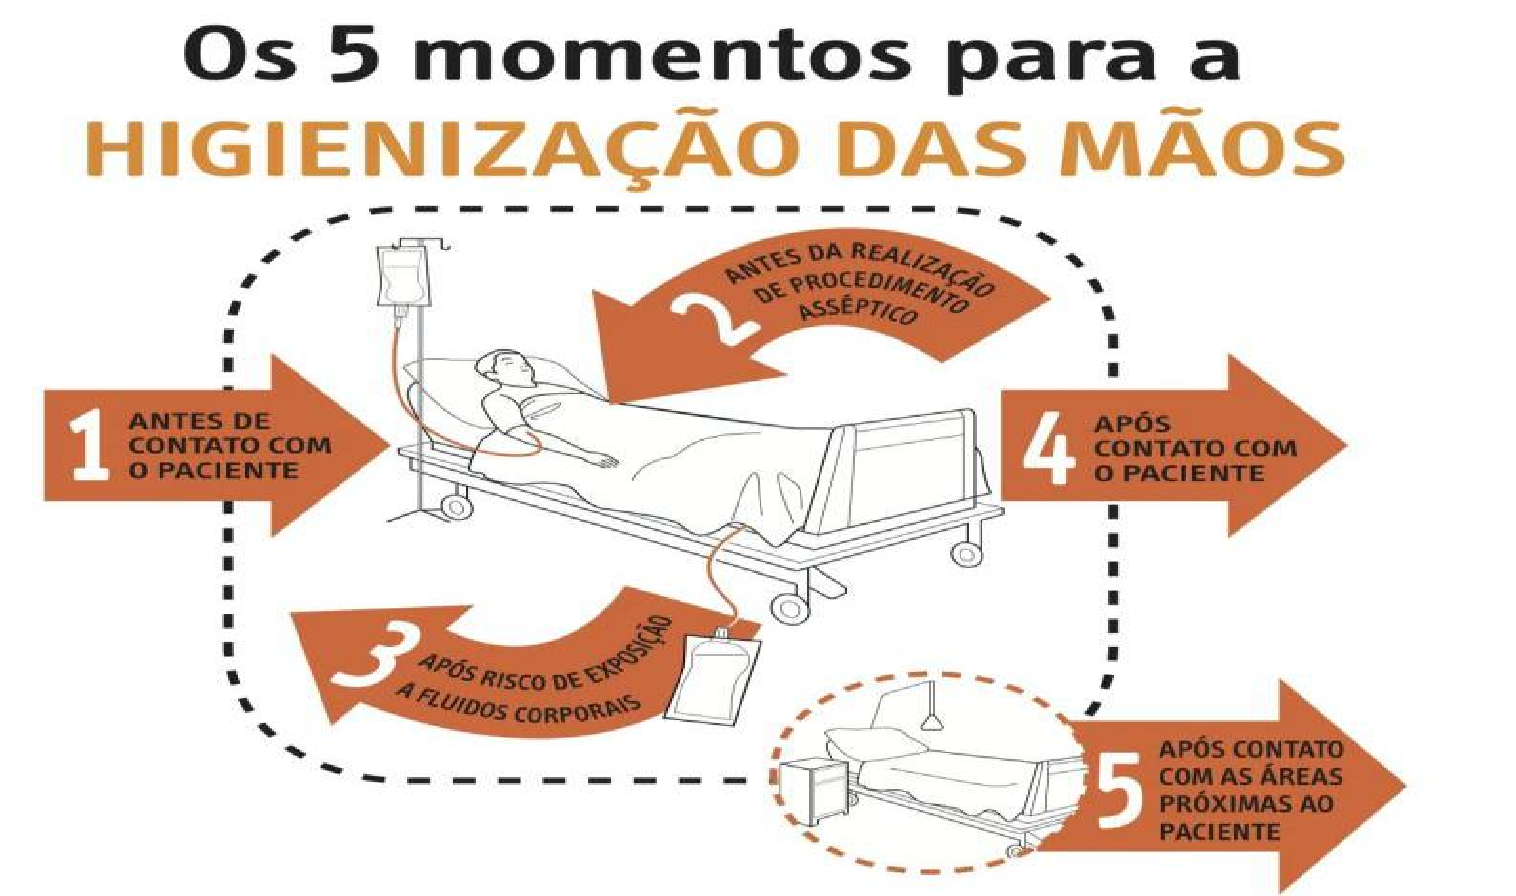 Os 5 momentos para a
HIGIENIZAÇÃO DAS MÃOS
1
ANTES DE
CONTATO COM
O PACIENTE
2
ANTES DA REALIZAÇÃO
DE PROCEDIMENTO
ASSÉPTICO
3
APÓS RISCO DE EXPOSIÇÃO
A FLUIDOS CORPORAIS
4
APÓS
CONTATO COM
O PACIENTE
5
APÓS CONTATO
COM AS ÁREAS
PRÓXIMAS AO
PACIENTE